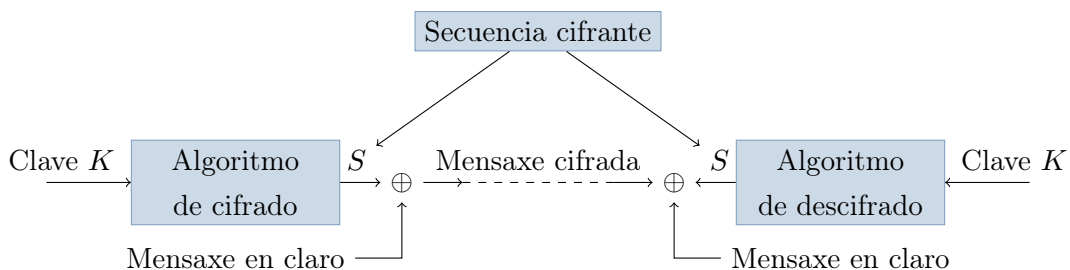 Secuencia cifrante
Clave K
Algoritmo
de cifrado
S
⊕
Mensaxe cifrada
⊕
S
Algoritmo
de descifrado
Clave K
Mensaxe en claro
Mensaxe en claro